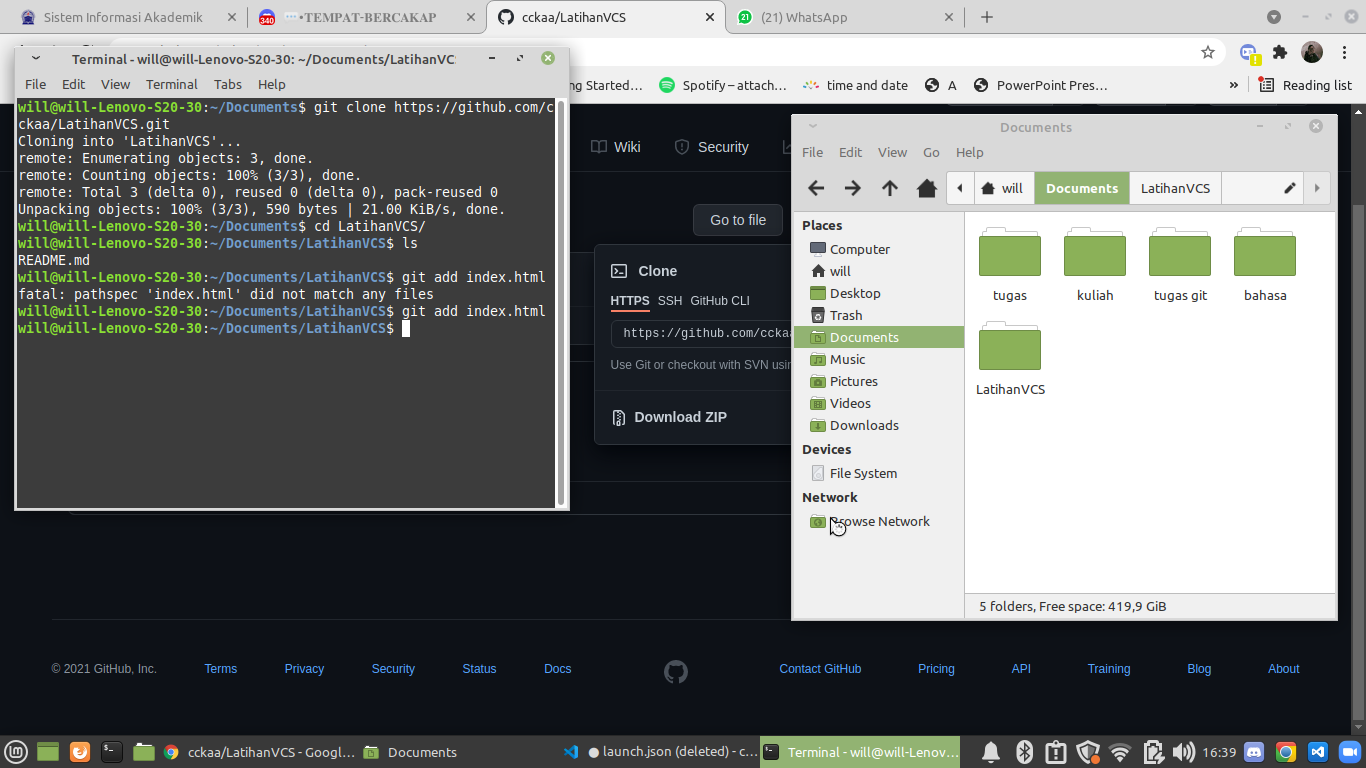 Sistem Informasi Akademik
340
•TEMPAT-BERCAKAP
cckaa/LatihanVCS
21
(21) WhatsApp
Terminal - will@will-Lenovo-S20-30: ~/Documents/LatihanVC
File Edit View Terminal Tabs Help
will@will-Lenovo-S20-30:~/Documents$ git clone https://github.com/c
ckaa/LatihanVCS.git
Cloning into 'LatihanVCS'...
remote: Enumerating objects: 3, done.
remote: Counting objects: 100% (3/3), done.
remote: Total 3 (delta 0), reused 0 (delta 0), pack-reused 0
Unpacking objects: 100% (3/3), 590 bytes | 21.00 KiB/s, done.
will@will-Lenovo-S20-30:~/Documents$ cd LatihanVCS/
will@will-Lenovo-S20-30:~/Documents/LatihanVCS$ ls
README.md
will@will-Lenovo-S20-30:~/Documents/LatihanVCS$ git add index.html
fatal: pathspec 'index.html' did not match any files
will@will-Lenovo-S20-30:~/Documents/LatihanVCS$ git add index.html
will@will-Lenovo-S20-30:~/Documents/LatihanVCS$
ng Started... Spotify – attach... time and date A PowerPoint Pres... » Reading list
Wiki Security
Go to file
Clone
HTTPS SSH GitHub CLI
https://github.com/ccka
Use Git or checkout with SVN usin
Download ZIP
Documents
File Edit View Go Help
will Documents LatihanVCS
Places
Computer
will
Desktop
Trash
Documents
Music
Pictures
Videos
Downloads
Devices
File System
Network
Browse Network
tugas kuliah tugas git bahasa
LatihanVCS
5 folders, Free space: 419,9 GiB
© 2021 GitHub, Inc. Terms Privacy Security Status Docs Contact GitHub Pricing API Training Blog About
cckaa/LatihanVCS - Googl... Documents ● launch.json (deleted) - c... Terminal - will@will-Lenov... 16:39